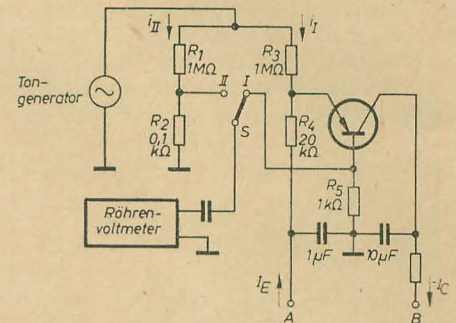 i_II
i_I
R1
1MΩ
R3
1MΩ
Ton-
generator
II
I
R2
0,1
kΩ
S
R4
20
kΩ
R5
1kΩ
Röhren-
voltmeter
1µF
10µF
I_E
-I_C
A
B